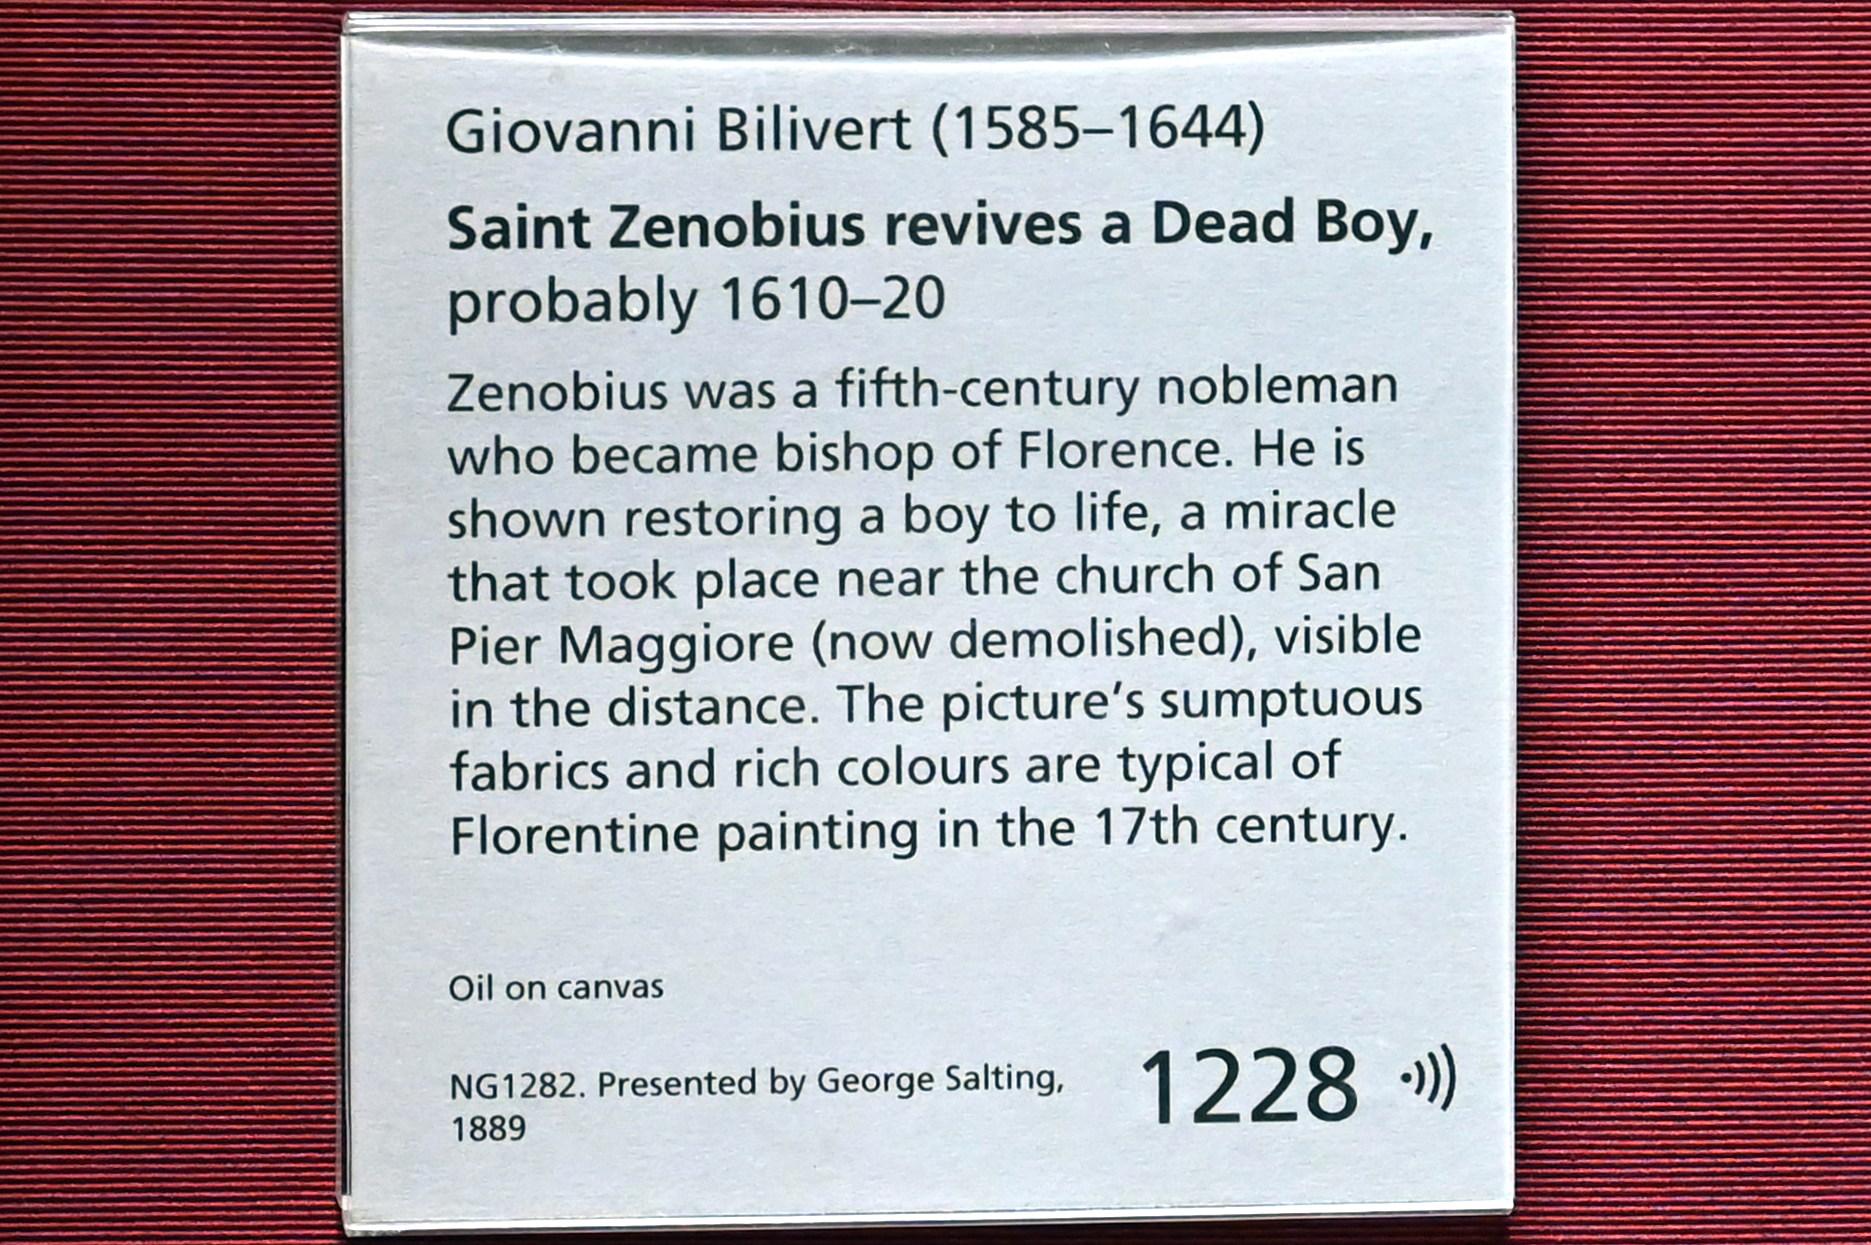 Giovanni Bilivert (1585–1644)
Saint Zenobius revives a Dead Boy,
probably 1610–20
Zenobius was a fifth-century nobleman
who became bishop of Florence. He is
shown restoring a boy to life, a miracle
that took place near the church of San
Pier Maggiore (now demolished), visible
in the distance. The picture’s sumptuous
fabrics and rich colours are typical of
Florentine painting in the 17th century.
Oil on canvas
NG1282. Presented by George Salting,
1889
1228